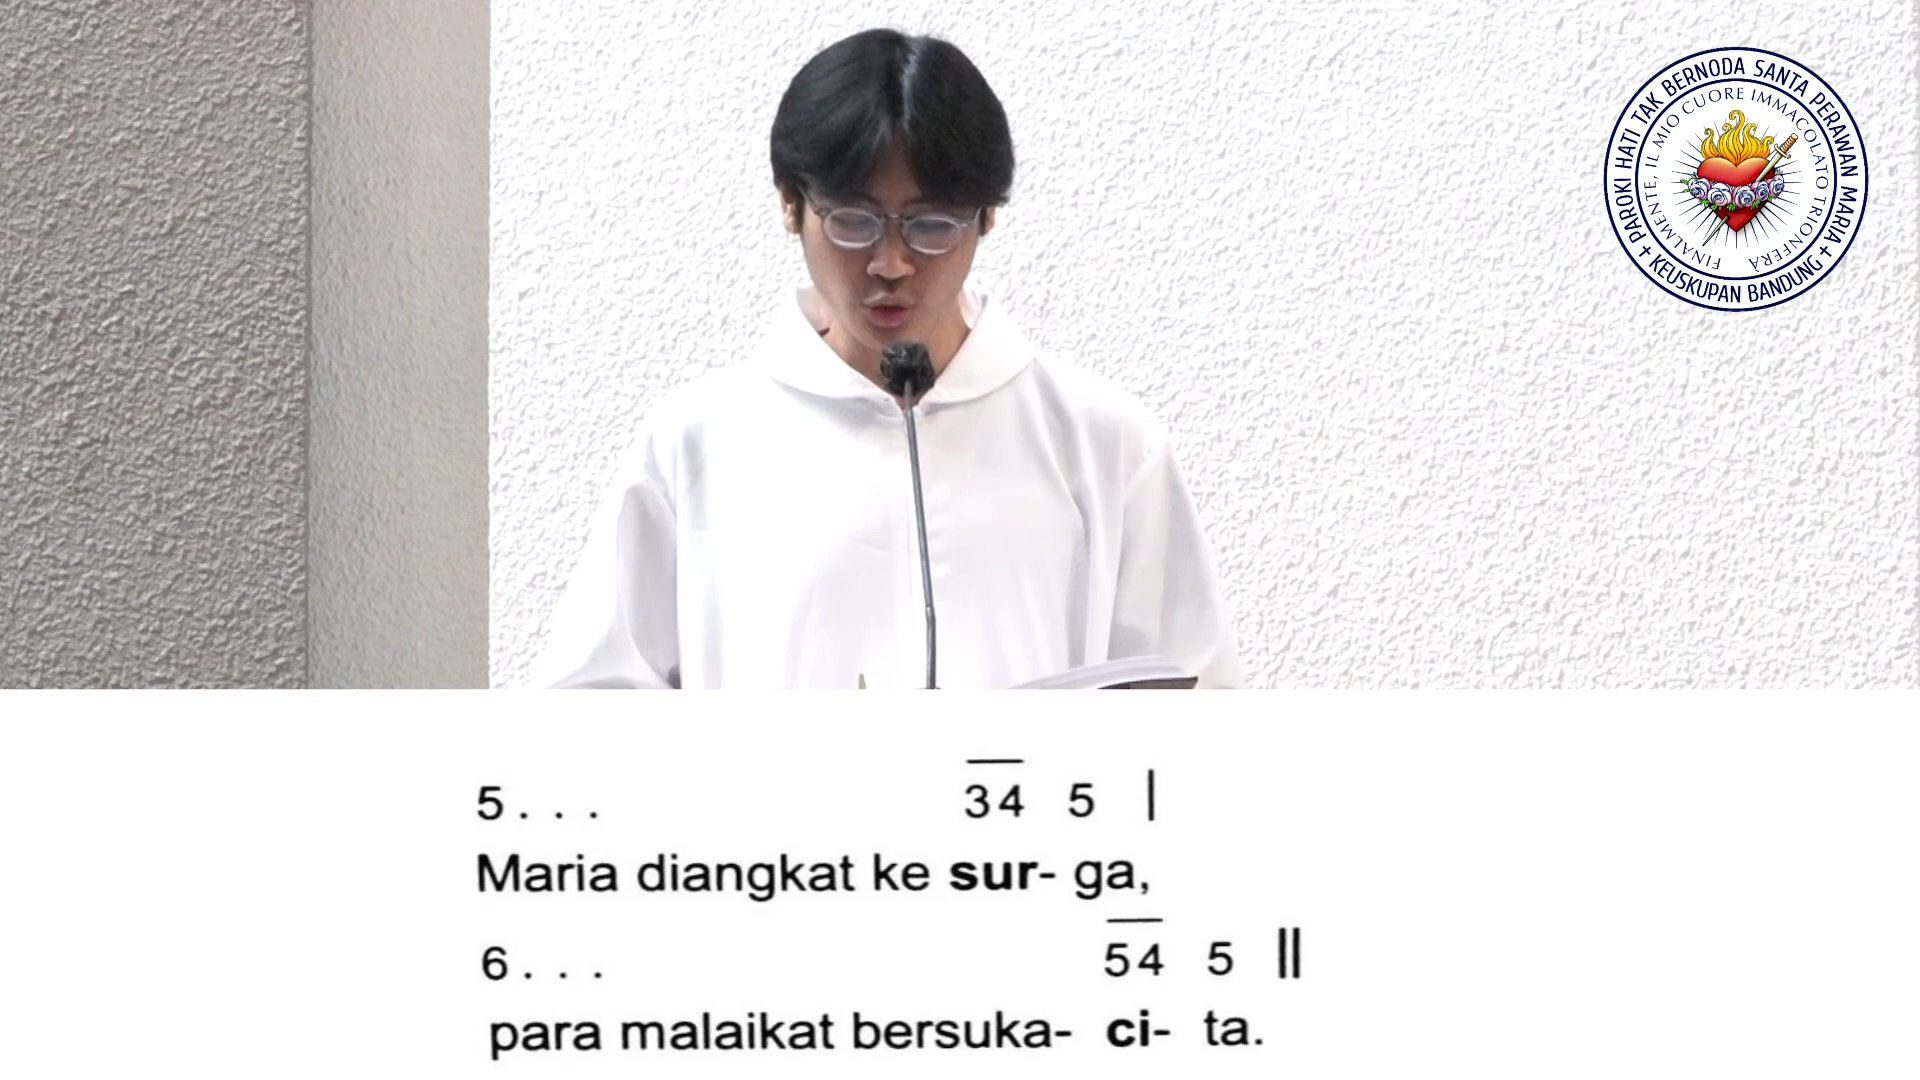 + PAROKI HATI TAK BERNODA SANTA PERAWAN MARIA +
KEUSKUPAN BANDUNG
FINALMENTE, IL MIO CUORE IMMACOLATO TRIONFERÀ
5 . . . 34 5 |
Maria diangkat ke sur- ga,
6 . . . 54 5 ||
para malaikat bersuka- ci- ta.